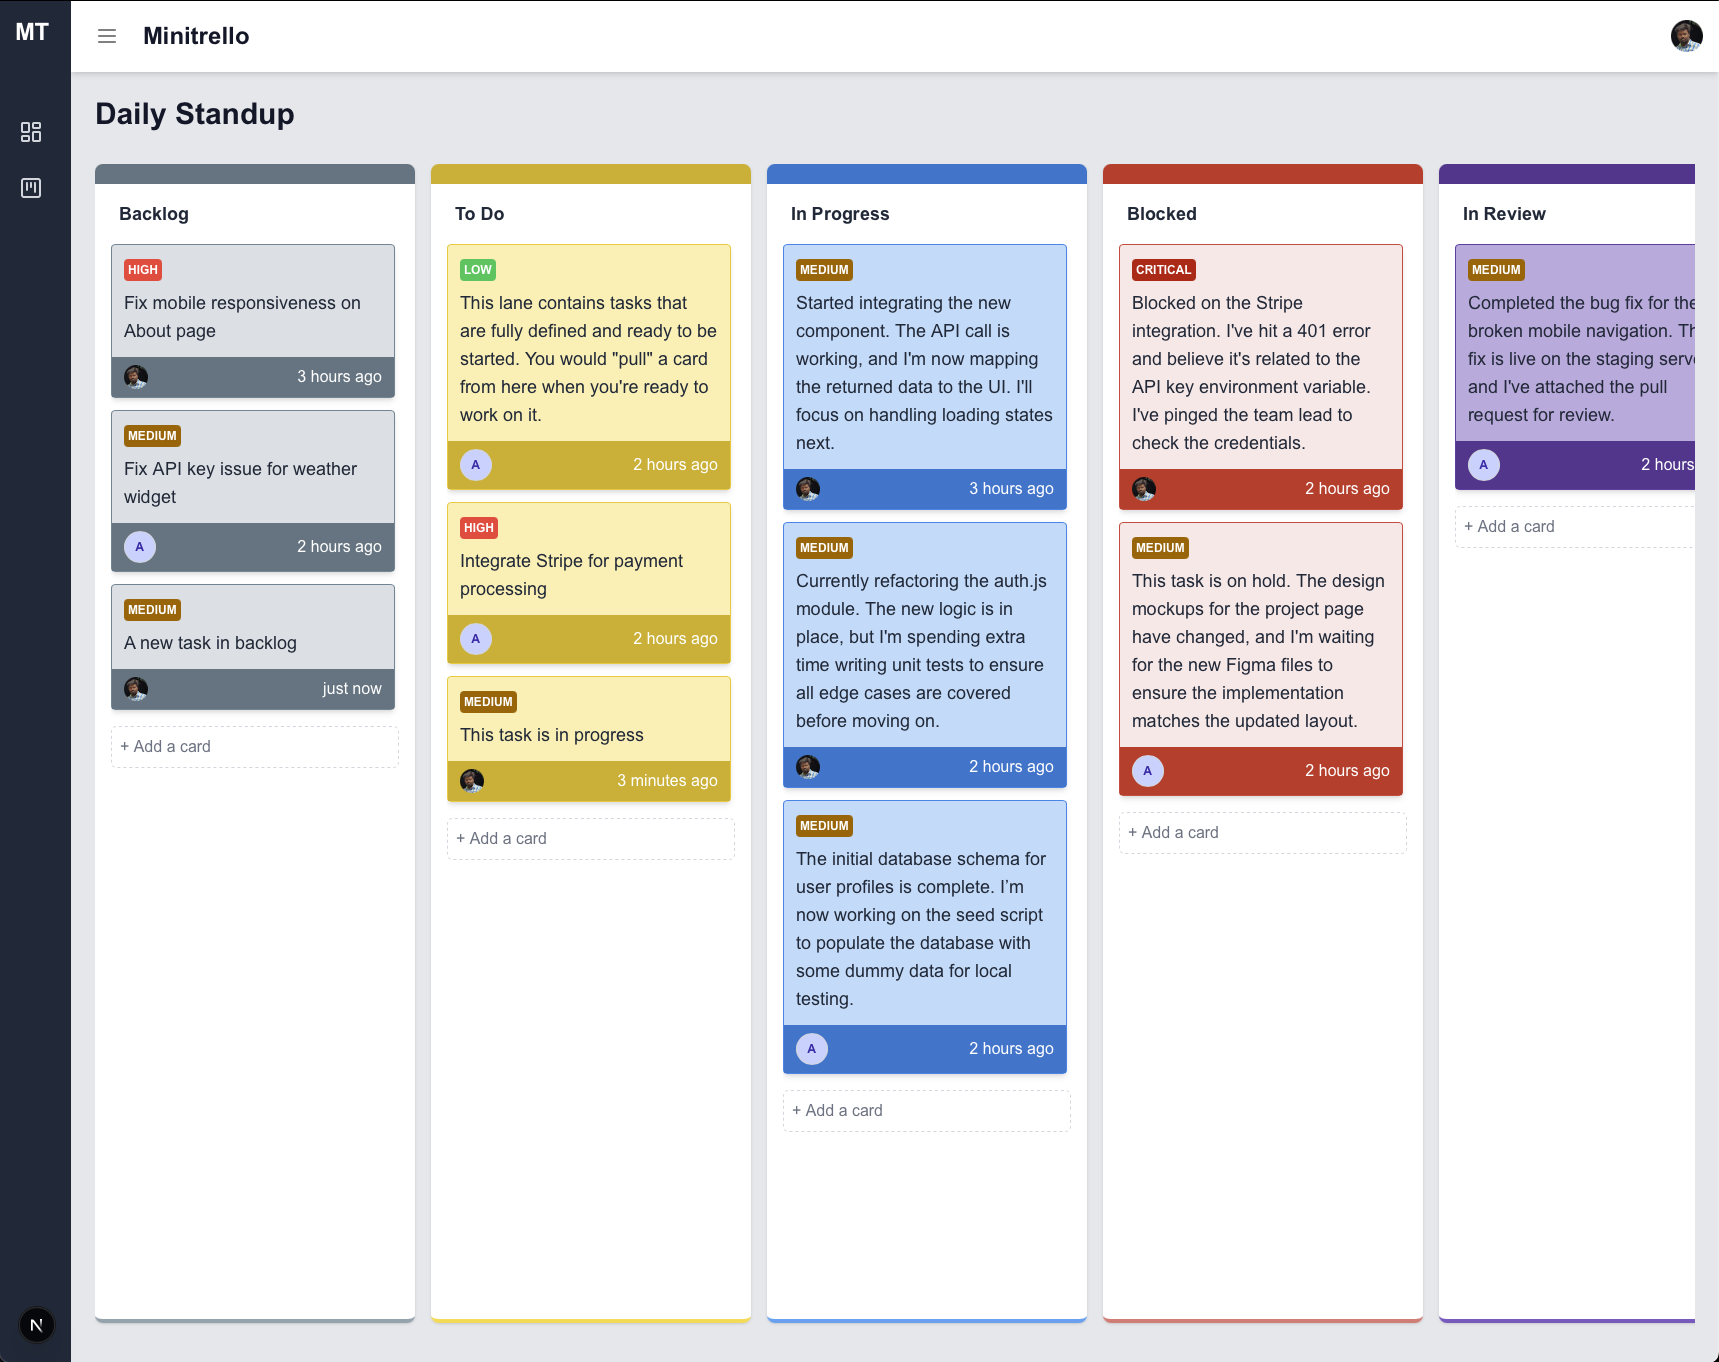 MT
Minitrello
Daily Standup
Backlog
HIGH
Fix mobile responsiveness on
About page
3 hours ago
MEDIUM
Fix API key issue for weather
widget
A
2 hours ago
MEDIUM
A new task in backlog
just now
+ Add a card
To Do
LOW
This lane contains tasks that
are fully defined and ready to be
started. You would "pull" a card
from here when you're ready to
work on it.
A
2 hours ago
HIGH
Integrate Stripe for payment
processing
A
2 hours ago
MEDIUM
This task is in progress
3 minutes ago
+ Add a card
In Progress
MEDIUM
Started integrating the new
component. The API call is
working, and I'm now mapping
the returned data to the UI. I'll
focus on handling loading states
next.
3 hours ago
MEDIUM
Currently refactoring the auth.js
module. The new logic is in
place, but I'm spending extra
time writing unit tests to ensure
all edge cases are covered
before moving on.
2 hours ago
MEDIUM
The initial database schema for
user profiles is complete. I’m
now working on the seed script
to populate the database with
some dummy data for local
testing.
A
2 hours ago
+ Add a card
Blocked
CRITICAL
Blocked on the Stripe
integration. I've hit a 401 error
and believe it's related to the
API key environment variable.
I've pinged the team lead to
check the credentials.
2 hours ago
MEDIUM
This task is on hold. The design
mockups for the project page
have changed, and I'm waiting
for the new Figma files to
ensure the implementation
matches the updated layout.
A
2 hours ago
+ Add a card
In Review
MEDIUM
Completed the bug fix for the
broken mobile navigation.
fix is live on the staging
and I've attached the pull
request for review.
A
2 hours
+ Add a card
N